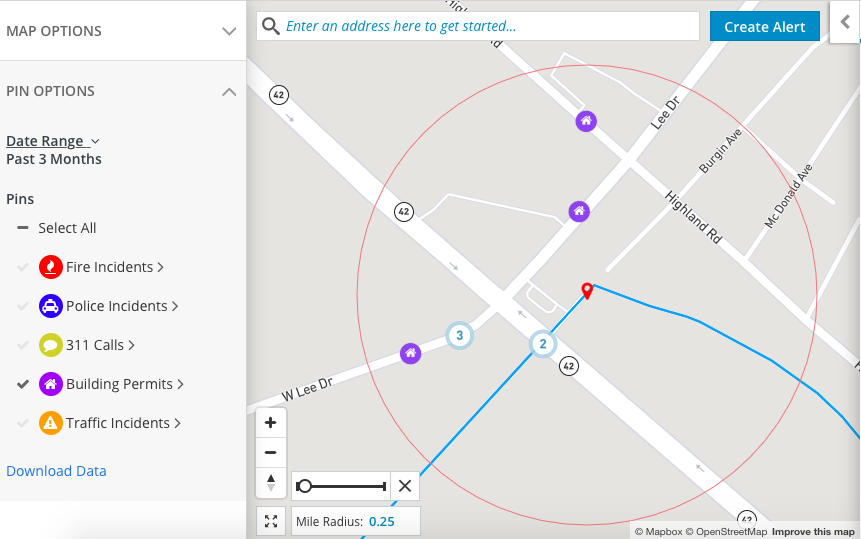 MAP OPTIONS
PIN OPTIONS
Date Range
Past 3 Months
Pins
Select All
Fire Incidents
Police Incidents
311 Calls
Building Permits
Traffic Incidents
Download Data
Enter an address here to get started...
Create Alert
42
Lee Dr
Burgin Ave
Mc Donald Ave
Highland Rd
42
3
2
42
W Lee Dr
42
Mile Radius: 0.25
© Mapbox © OpenStreetMap Improve this map